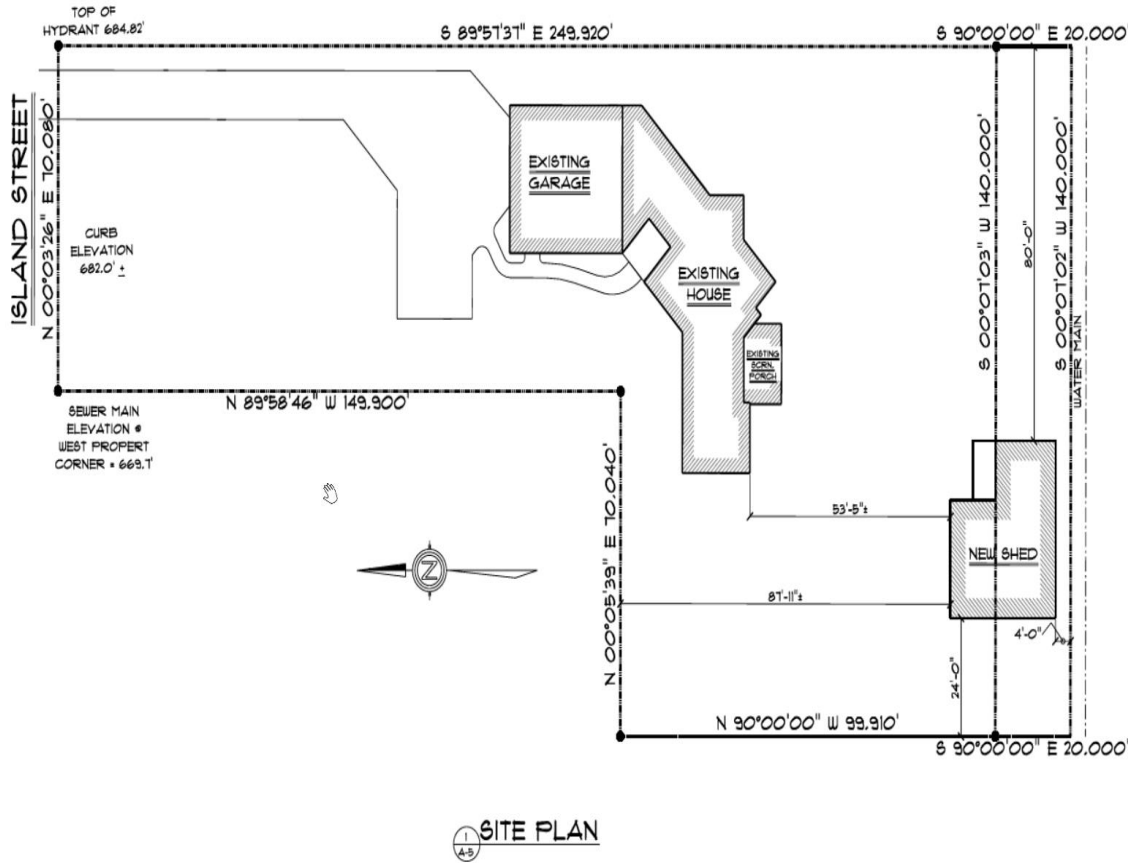 TOP OF
HYDRANT 684.82'
S 89°57'37" E 249.920'
S 90°00'00" E 20.000'
ISLAND STREET
N 00°03'26" E 70.080'
CURB
ELEVATION
682.0' ±
EXISTING
GARAGE
EXISTING
HOUSE
EXISTING
SCRN.
PORCH
S 00°07'03" W 140.000'
80'-0"
S 00°07'02" W 140.000'
WATER MAIN
N 89°58'46" W 149.900'
SEWER MAIN
ELEVATION @
WEST PROPERT
CORNER = 669.7'
N 00°05'39" E 70.040'
53'-5"±
NEW SHED
87'-11"±
4'-0"
24'-0"
Z
N 90°00'00" W 99.910'
S 90°00'00" E 20.000'
1
A-5
SITE PLAN